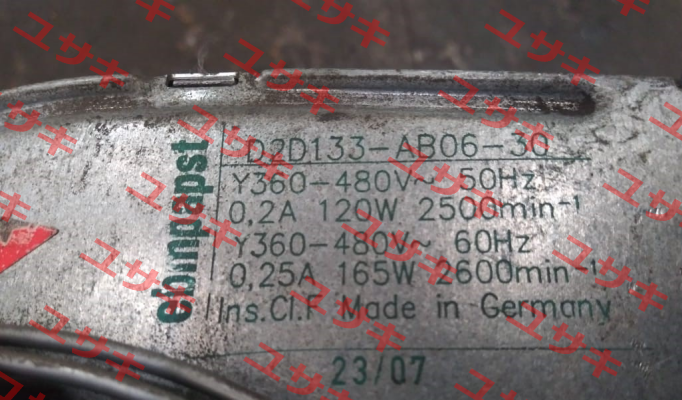 ebmpapst
D2D133-AB06-30
Y360-480V~ 50Hz
0,2A 120W 2500min⁻¹
Y360-480V~ 60Hz
0,25A 165W 2600min⁻¹
Ins.Cl.F Made in Germany
23/07
ユサキ